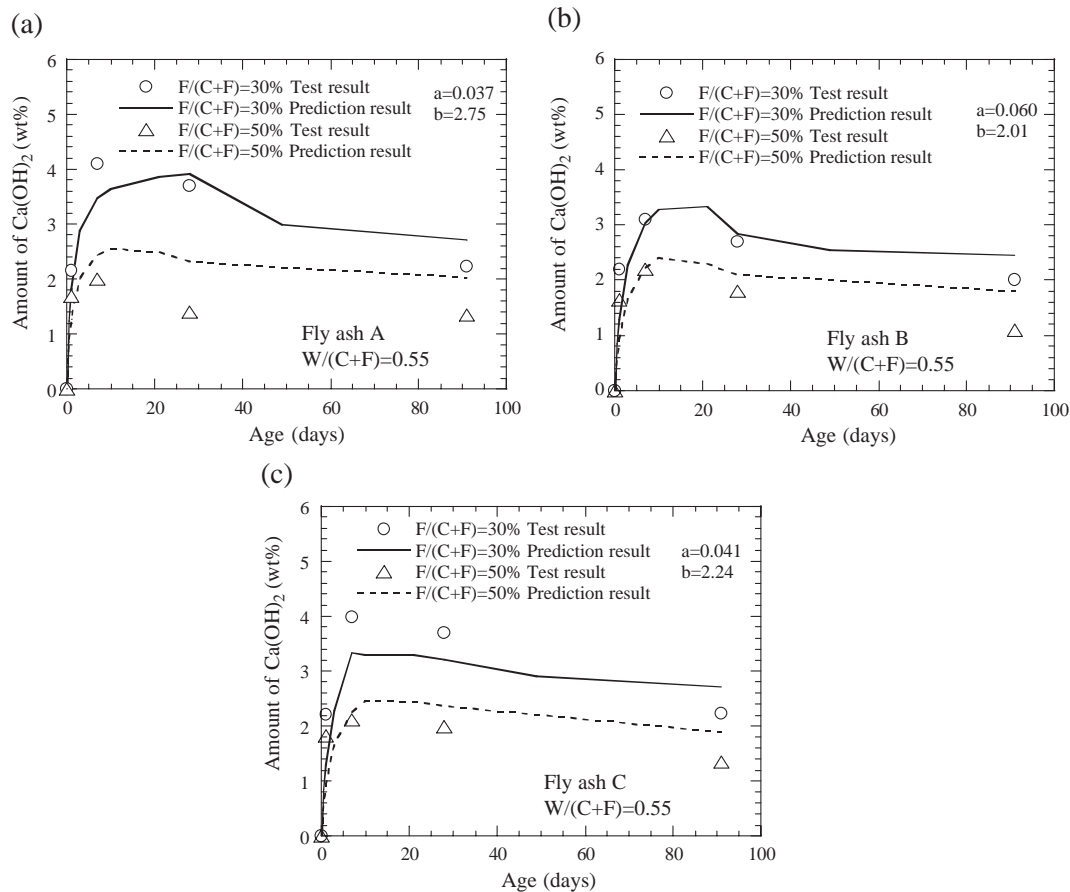 (a)
6
5
4
3
2
1
0
Amount of Ca(OH)2 (wt%)
F/(C+F)=30% Test result
F/(C+F)=30% Prediction result
F/(C+F)=50% Test result
F/(C+F)=50% Prediction result
a=0.037
b=2.75
Fly ash A
W/(C+F)=0.55
0 20 40 60 80 100
Age (days)
(b)
6
5
4
3
2
1
0
Amount of Ca(OH)2 (wt%)
F/(C+F)=30% Test result
F/(C+F)=30% Prediction result
F/(C+F)=50% Test result
F/(C+F)=50% Prediction result
a=0.060
b=2.01
Fly ash B
W/(C+F)=0.55
0 20 40 60 80 100
Age (days)
(c)
6
5
4
3
2
1
0
Amount of Ca(OH)2 (wt%)
F/(C+F)=30% Test result
F/(C+F)=30% Prediction result
F/(C+F)=50% Test result
F/(C+F)=50% Prediction result
a=0.041
b=2.24
Fly ash C
W/(C+F)=0.55
0 20 40 60 80 100
Age (days)